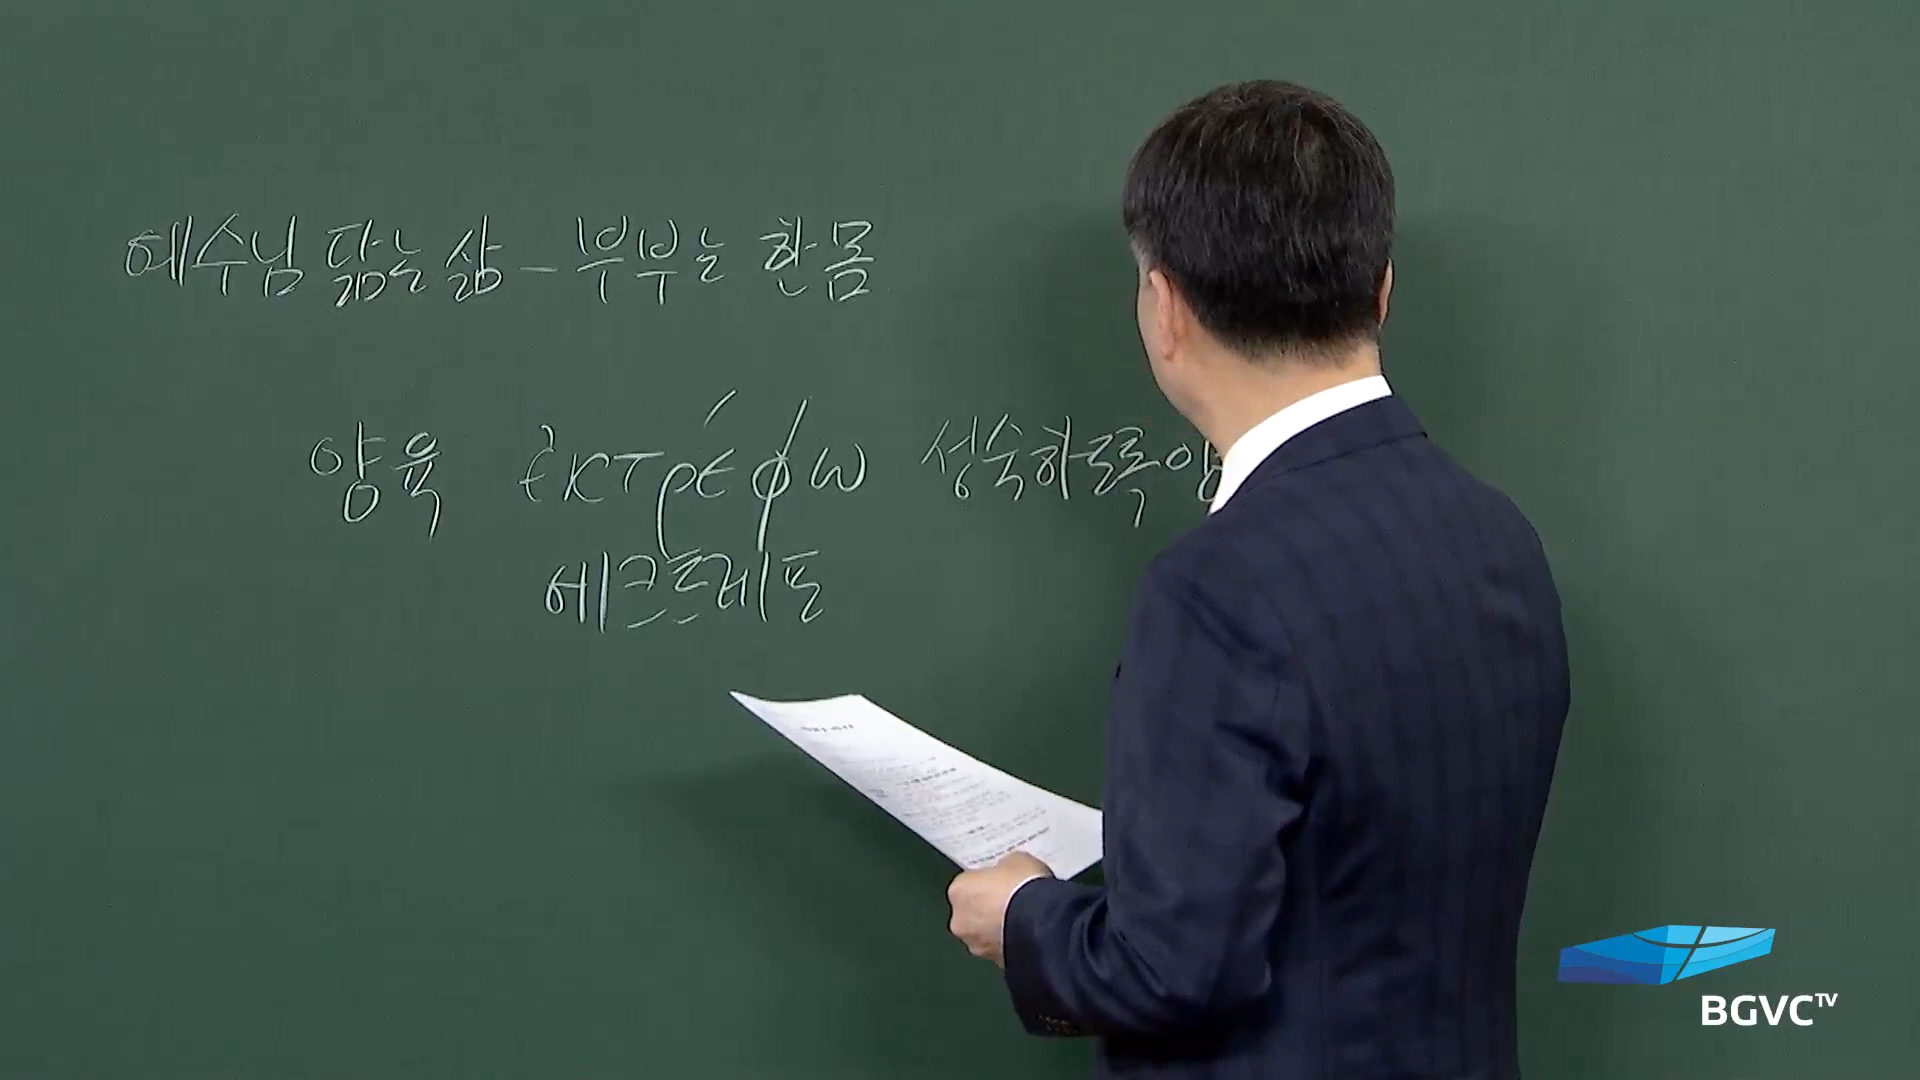 예수님 닮는 삶 - 부부는 한 몸
양육 ἐκτρέφω 성숙하도록
에크트레포
BGVC TV